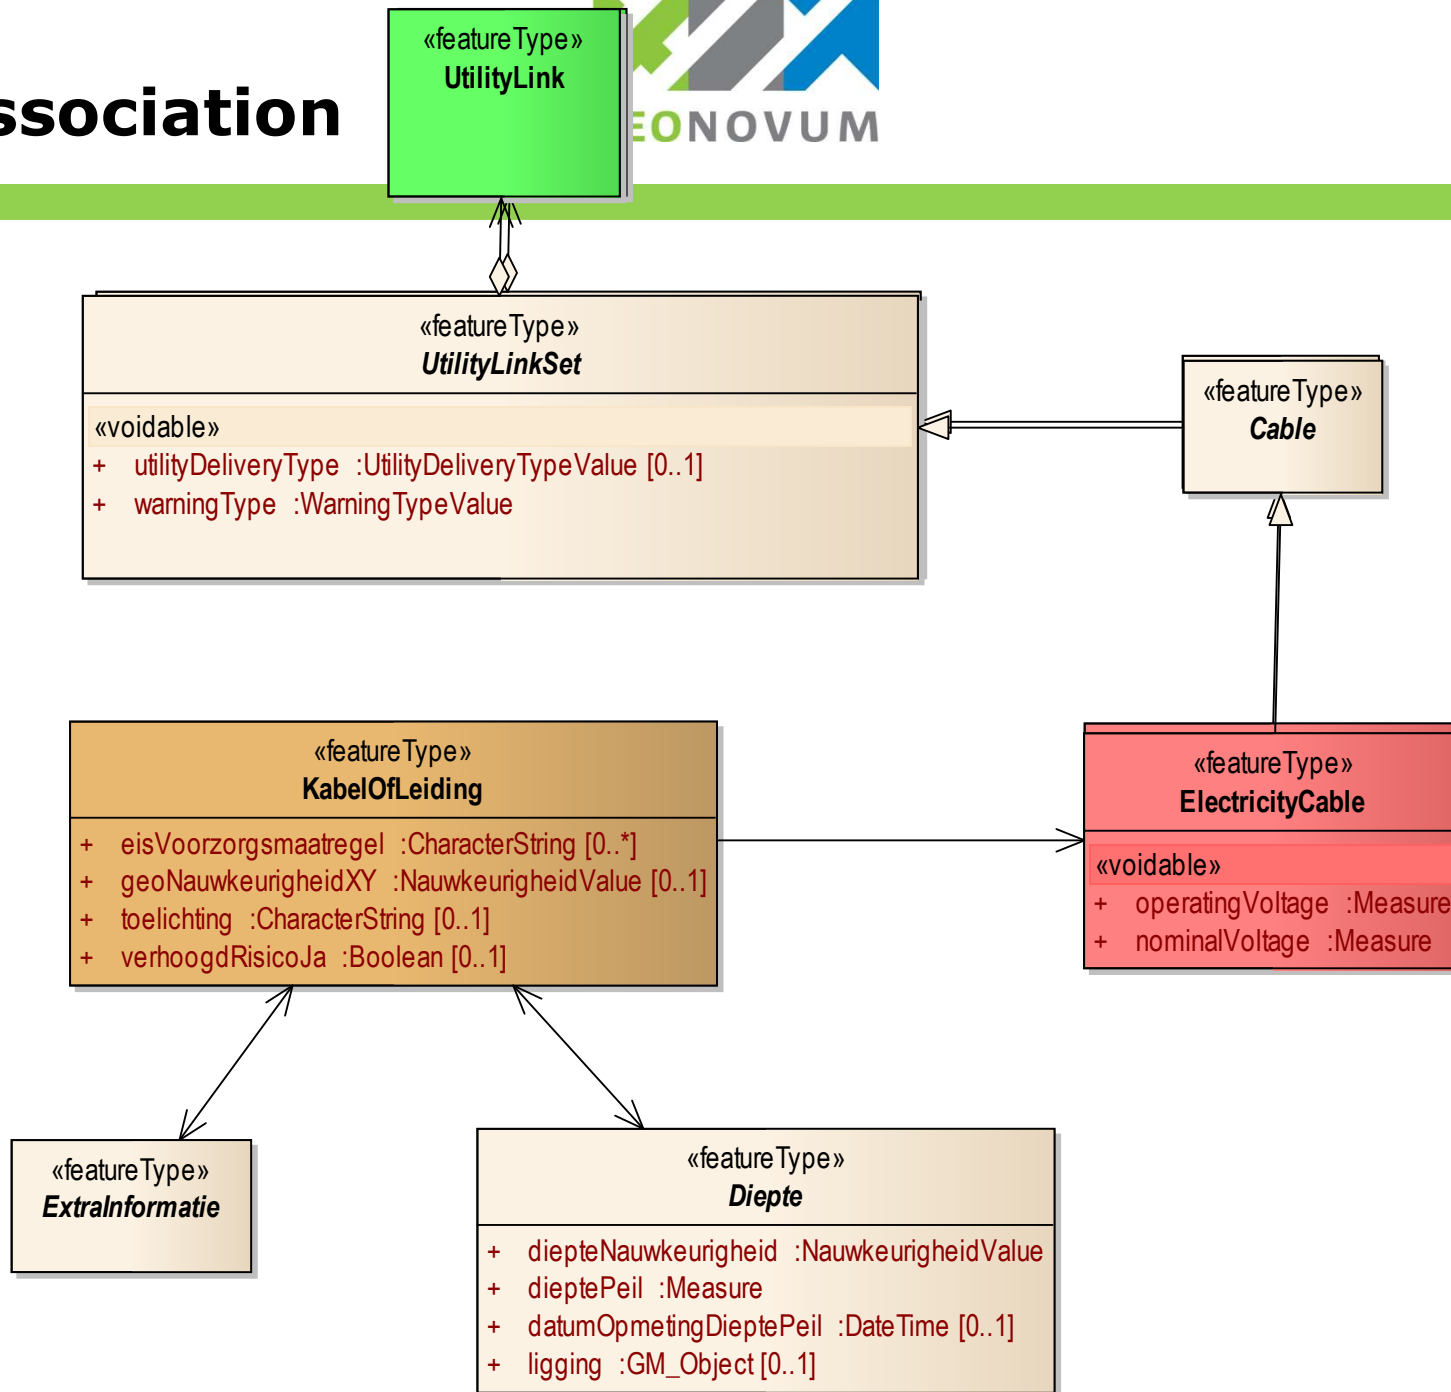 «featureType»
UtilityLink
ssociation
EONOVUM
«featureType»
UtilityLinkSet
«voidable»
+ utilityDeliveryType :UtilityDeliveryTypeValue [0..1]
+ warningType :WarningTypeValue
«featureType»
Cable
«featureType»
KabelOfLeiding
+ eisVoorzorgsmaatregel :CharacterString [0..*]
+ geoNauwkeurigheidXY :NauwkeurigheidValue [0..1]
+ toelichting :CharacterString [0..1]
+ verhoogdRisicoJa :Boolean [0..1]
«featureType»
ElectricityCable
«voidable»
+ operatingVoltage :Measure
+ nominalVoltage :Measure
«featureType»
ExtraInformatie
«featureType»
Diepte
+ diepteNauwkeurigheid :NauwkeurigheidValue
+ dieptePeil :Measure
+ datumOpmetingDieptePeil :DateTime [0..1]
+ ligging :GM_Object [0..1]